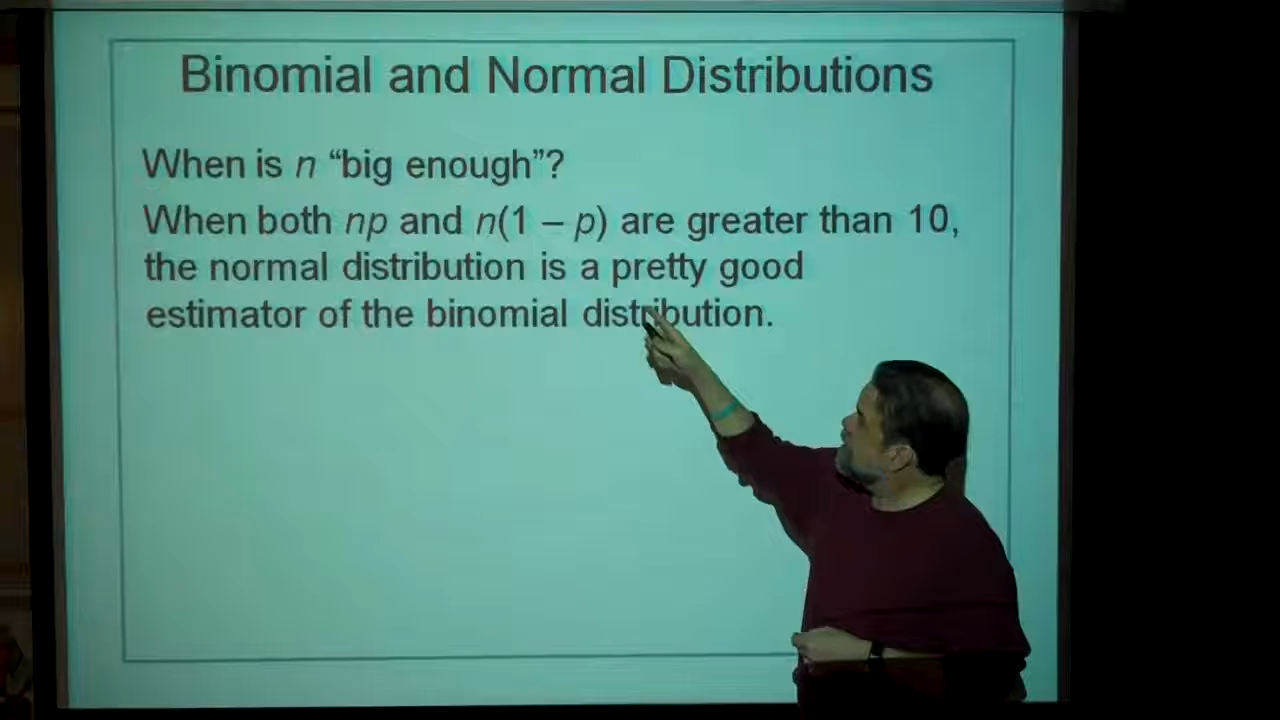 Binomial and Normal Distributions
When is n “big enough”?
When both np and n(1 – p) are greater than 10,
the normal distribution is a pretty good
estimator of the binomial distribution.